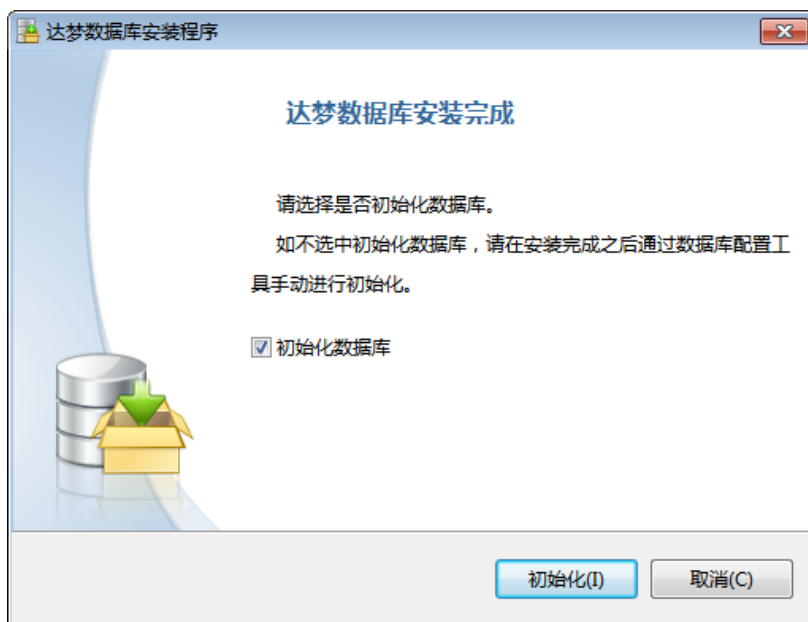 达梦数据库安装程序
达梦数据库安装完成
请选择是否初始化数据库。
如不选中初始化数据库，请在安装完成之后通过数据库配置工
具手动进行初始化。
初始化数据库
初始化(I)
取消(C)